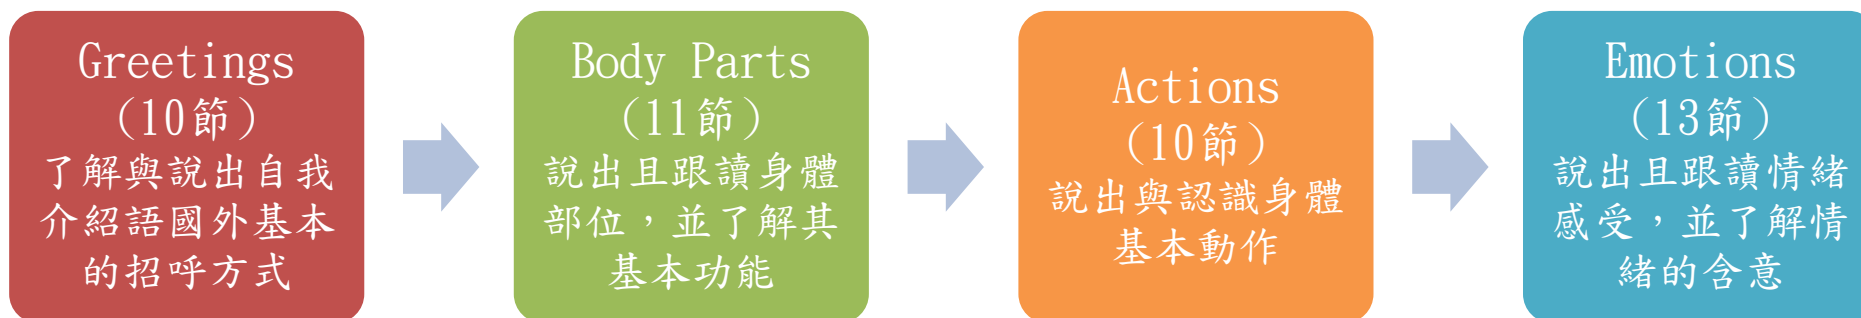 Greetings
(10節)
了解與說出自我
介紹語國外基本
的招呼方式
Body Parts
(11節)
說出且跟讀身體
部位，並了解其
基本功能
Actions
(10節)
說出與認識身體
基本動作
Emotions
(13節)
說出且跟讀情緒
感受，並了解情
緒的含意